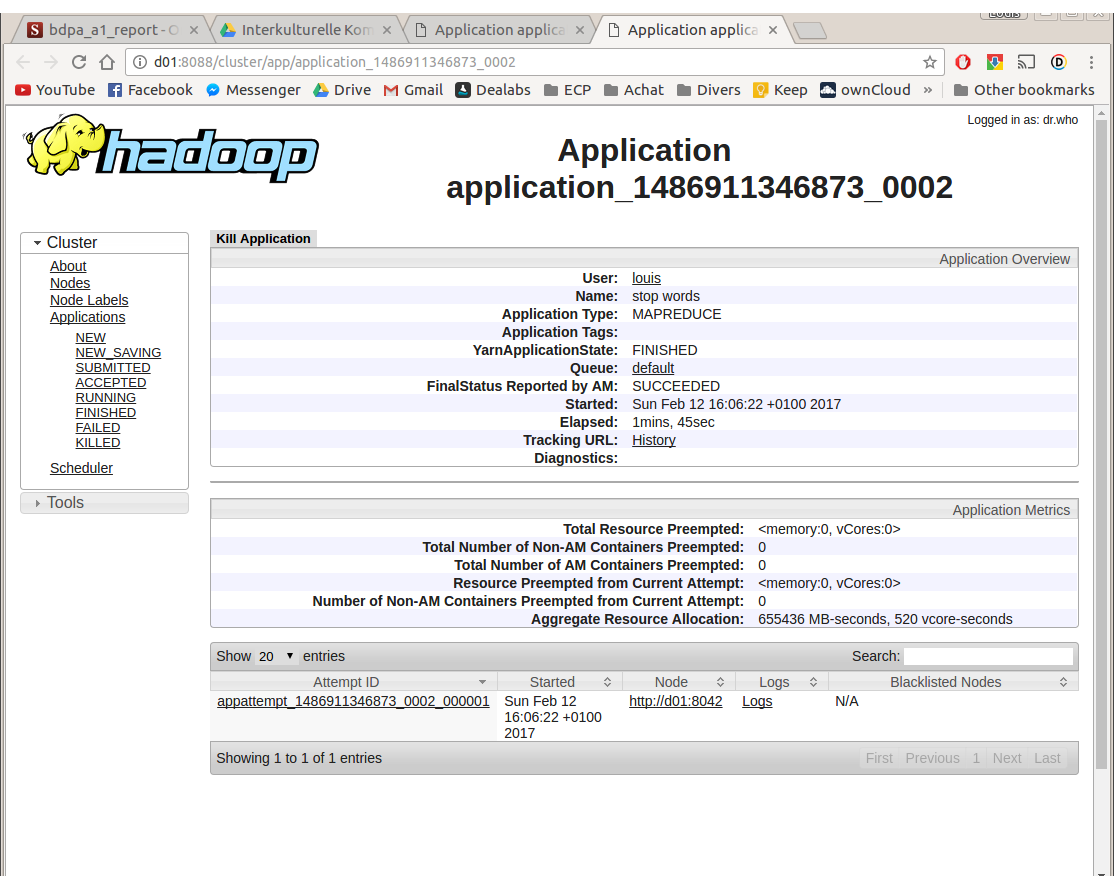 Louis
bdpa_a1_report - O
Interkulturelle Kom
Application applica
Application applica
d01:8088/cluster/app/application_1486911346873_0002
YouTube Facebook Messenger Drive Gmail Dealabs ECP Achat Divers Keep ownCloud » Other bookmarks
hadoop
Logged in as: dr.who
Application
application_1486911346873_0002
Cluster
About
Nodes
Node Labels
Applications
NEW
NEW_SAVING
SUBMITTED
ACCEPTED
RUNNING
FINISHED
FAILED
KILLED
Scheduler
Tools
Kill Application
Application Overview
User: louis
Name: stop words
Application Type: MAPREDUCE
Application Tags:
YarnApplicationState: FINISHED
Queue: default
FinalStatus Reported by AM: SUCCEEDED
Started: Sun Feb 12 16:06:22 +0100 2017
Elapsed: 1mins, 45sec
Tracking URL: History
Diagnostics:
Application Metrics
Total Resource Preempted: <memory:0, vCores:0>
Total Number of Non-AM Containers Preempted: 0
Total Number of AM Containers Preempted: 0
Resource Preempted from Current Attempt: <memory:0, vCores:0>
Number of Non-AM Containers Preempted from Current Attempt: 0
Aggregate Resource Allocation: 655436 MB-seconds, 520 vcore-seconds
Show 20 entries Search:
Attempt ID Started Node Logs Blacklisted Nodes
appattempt_1486911346873_0002_000001 Sun Feb 12 http://d01:8042 Logs N/A
16:06:22 +0100
2017
Showing 1 to 1 of 1 entries First Previous 1 Next Last